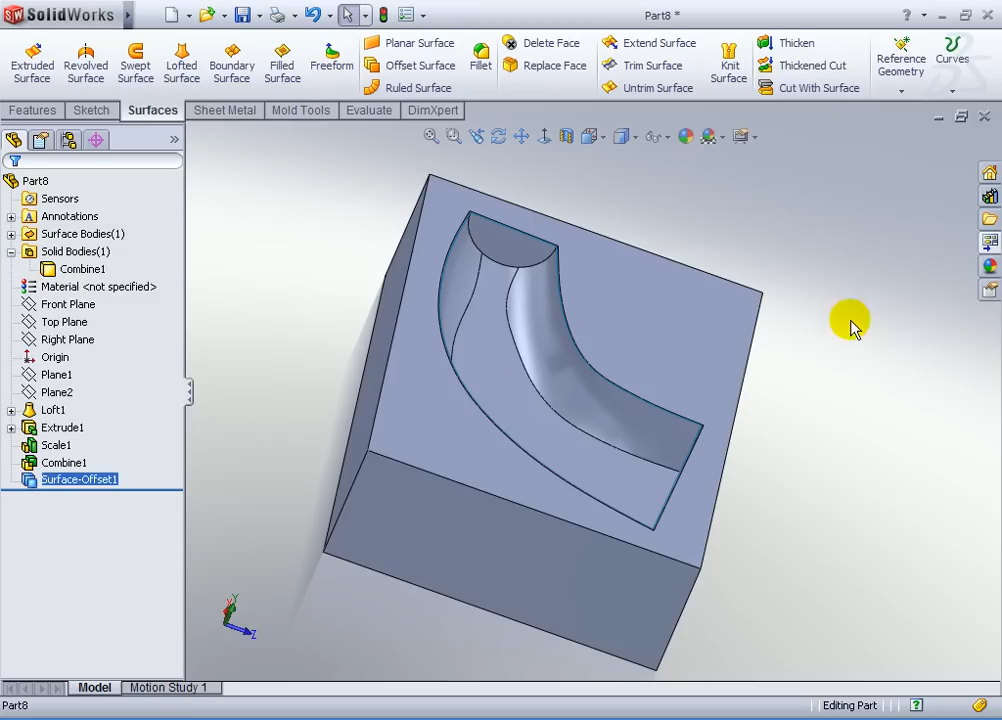 SolidWorks
Part8 *
Extruded Surface
Revolved Surface
Swept Surface
Lofted Surface
Boundary Surface
Filled Surface
Freeform
Planar Surface
Offset Surface
Ruled Surface
Fillet
Delete Face
Replace Face
Extend Surface
Trim Surface
Untrim Surface
Knit Surface
Thicken
Thickened Cut
Cut With Surface
Reference Geometry
Curves
Features
Sketch
Surfaces
Sheet Metal
Mold Tools
Evaluate
DimXpert
Part8
Sensors
Annotations
Surface Bodies(1)
Solid Bodies(1)
Combine1
Material <not specified>
Front Plane
Top Plane
Right Plane
Origin
Plane1
Plane2
Loft1
Extrude1
Scale1
Combine1
Surface-Offset1
Y
X
Z
Model
Motion Study 1
Part8
Editing Part